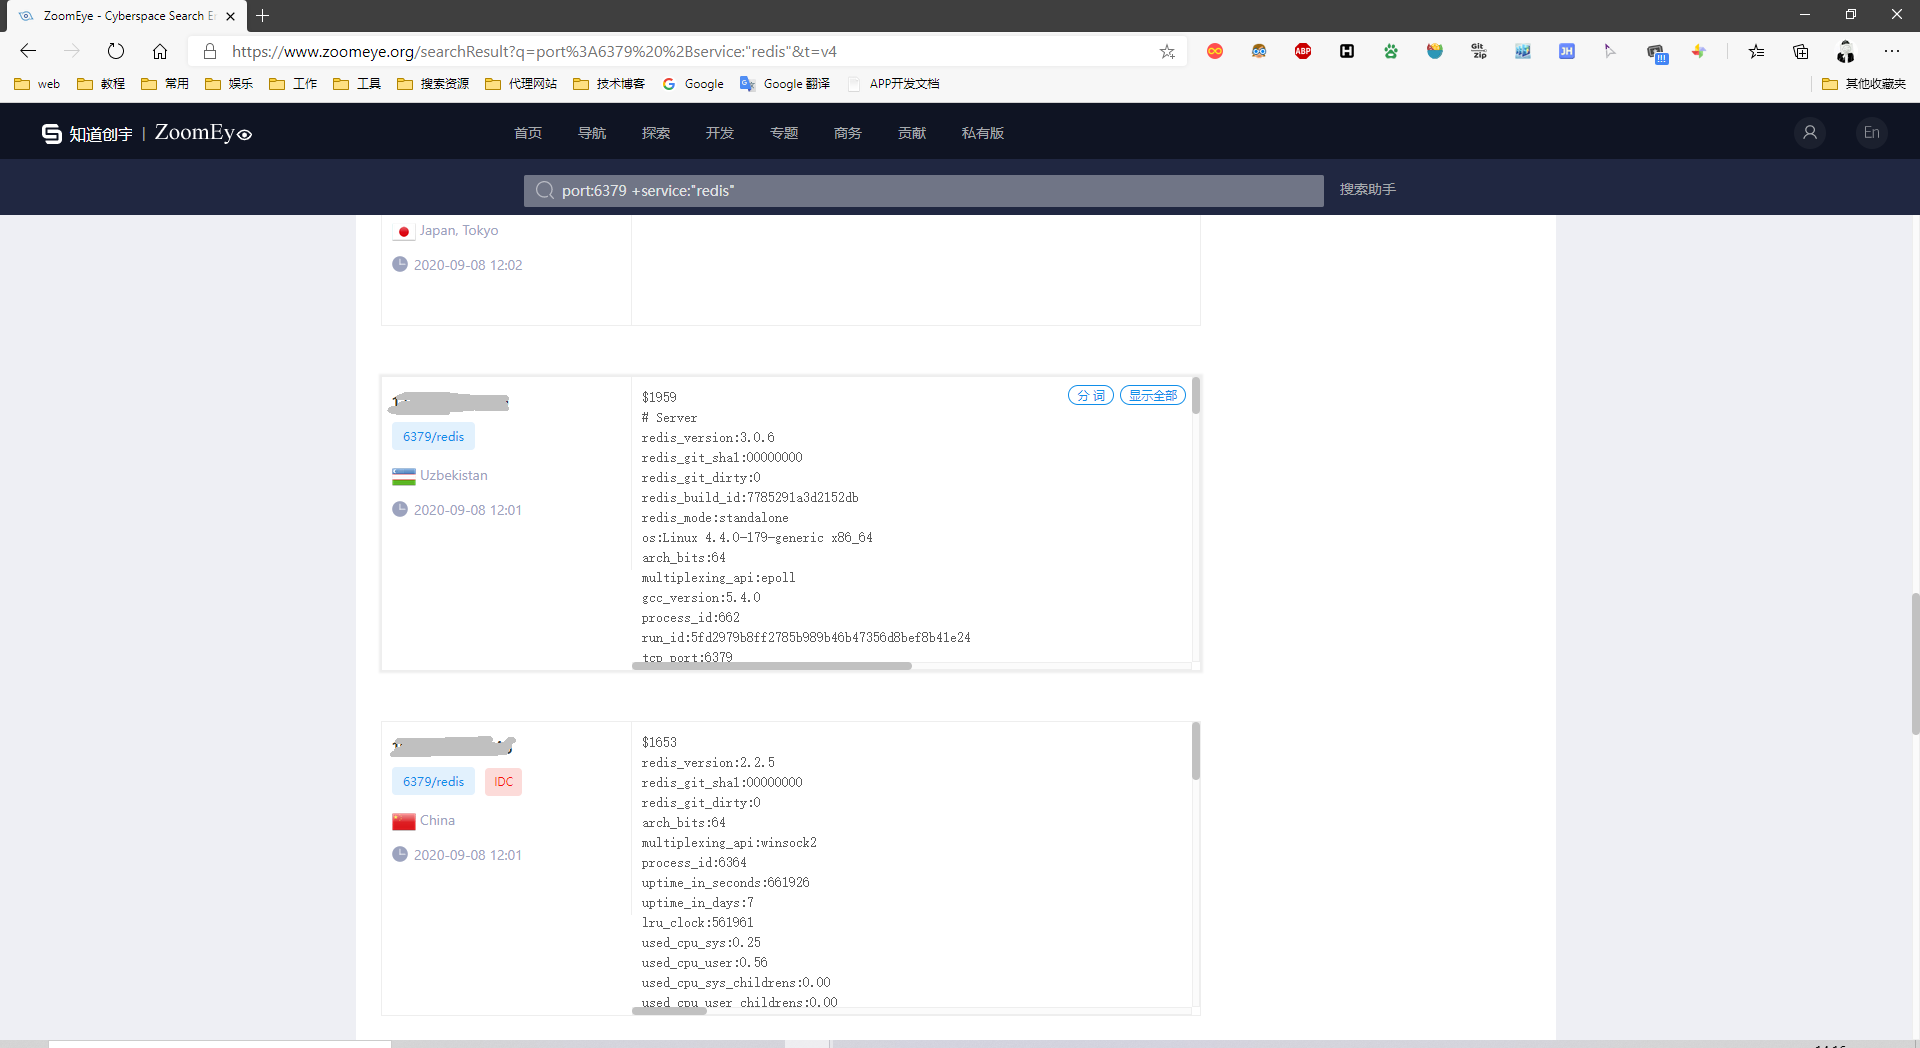 ZoomEye - Cyberspace Search E
https://www.zoomeye.org/searchResult?q=port%3A6379%20%2Bservice:"redis"&t=v4
ABP
H
Git Zip
JH
web 教程 常用 娱乐 工作 工具 搜索资源 代理网站 技术博客 Google Google 翻译 APP开发文档 其他收藏夹
知道创宇 | ZoomEye 首页 导航 探索 开发 专题 商务 贡献 私有版 En
port:6379 +service:"redis" 搜索助手
Japan, Tokyo
2020-09-08 12:02
6379/redis
Uzbekistan
2020-09-08 12:01
分 词 显示全部
$1959
# Server
redis_version:3.0.6
redis_git_sha1:00000000
redis_git_dirty:0
redis_build_id:7785291a3d2152db
redis_mode:standalone
os:Linux 4.4.0-179-generic x86_64
arch_bits:64
multiplexing_api:epoll
gcc_version:5.4.0
process_id:662
run_id:5fd2979b8ff2785b989b46b47356d8bef8b41e24
tcp_port:6379
6379/redis IDC
China
2020-09-08 12:01
$1653
redis_version:2.2.5
redis_git_sha1:00000000
redis_git_dirty:0
arch_bits:64
multiplexing_api:winsock2
process_id:6364
uptime_in_seconds:661926
uptime_in_days:7
lru_clock:561961
used_cpu_sys:0.25
used_cpu_user:0.56
used_cpu_sys_childrens:0.00
used_cpu_user_childrens:0.00